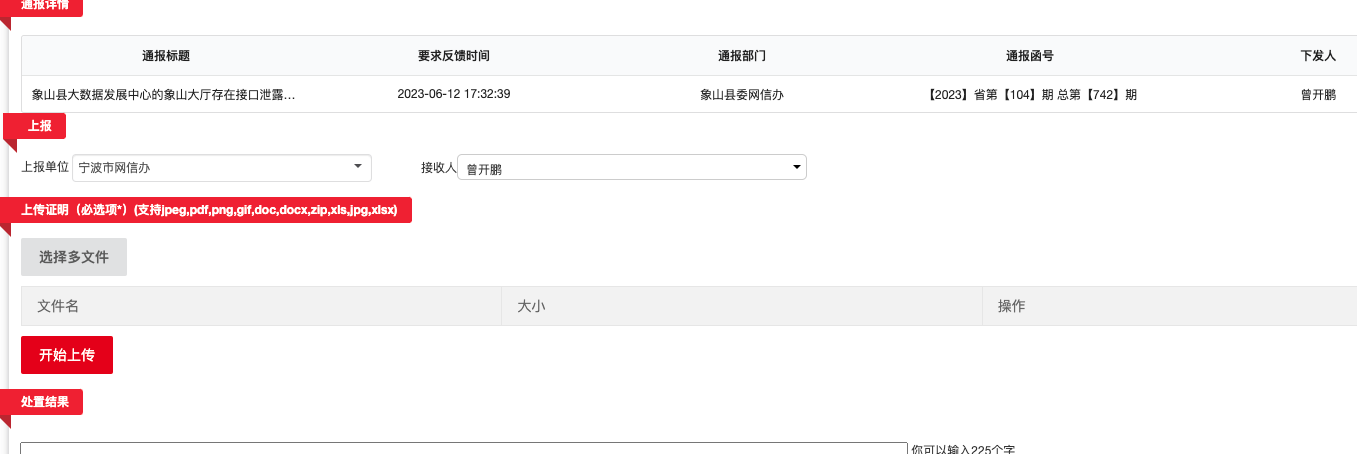 通报详情
通报标题 要求反馈时间 通报部门 通报函号 下发人
象山县大数据发展中心的象山大厅存在接口泄露... 2023-06-12 17:32:39 象山县委网信办 【2023】省第【104】期 总第【742】期 曾开鹏
上报
上报单位 宁波市网信办 接收人 曾开鹏
上传证明（必选项*）(支持jpeg,pdf,png,gif,doc,docx,zip,xls,jpg,xlsx)
选择多文件
文件名 大小 操作
开始上传
处置结果
你可以输入225个字